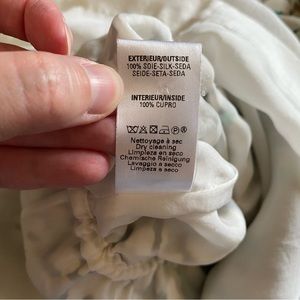 EXTERIEUR/OUTSIDE
100% SOIE-SILK-SEDA
SEIDE-SETA-SEDA
INTERIEUR/INSIDE
100% CUPRO
Nettoyage à sec
Dry cleaning
Limpieza en seco
Chemische Reinigung
Lavaggio a secco
Limpeza a seco